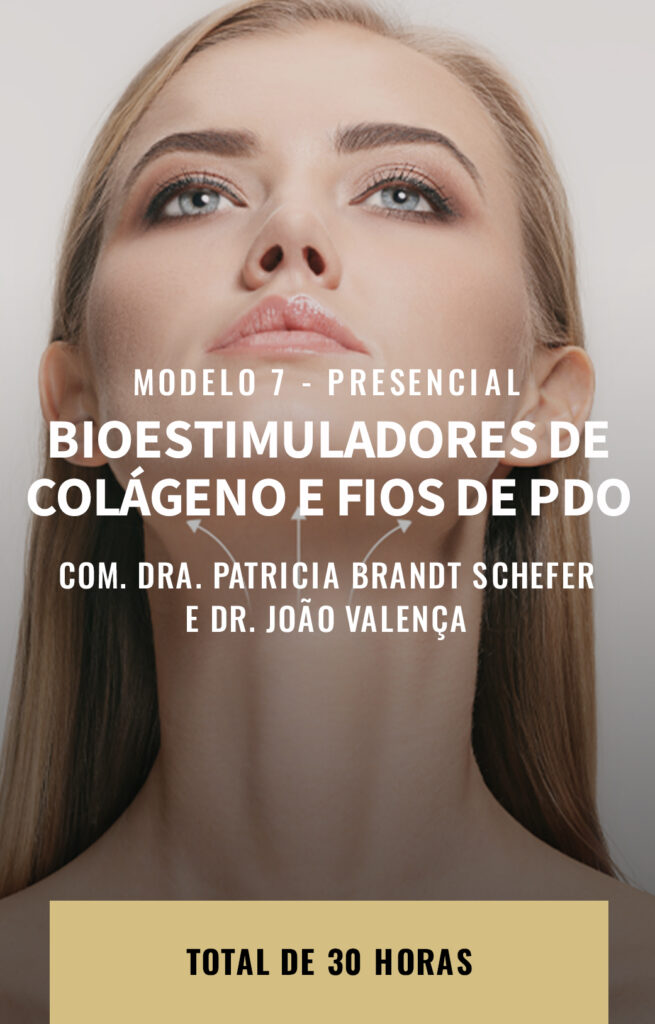 MODELO 7 - PRESENCIAL
BIOESTIMULADORES DE
COLÁGENO E FIOS DE PDO
COM. DRA. PATRICIA BRANDT SCHEFER
E DR. JOÃO VALENÇA
TOTAL DE 30 HORAS